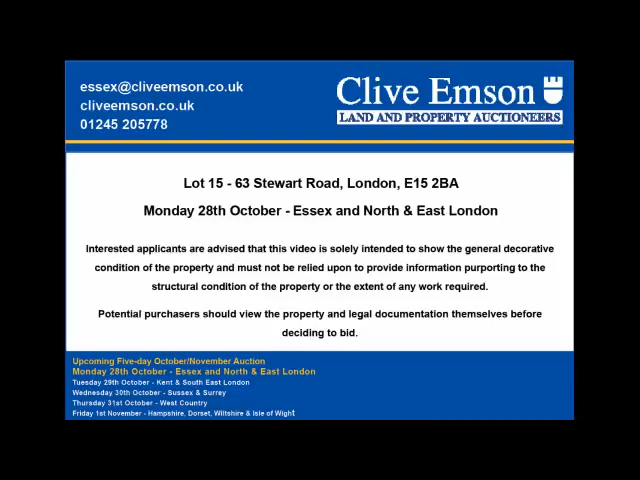 essex@cliveemson.co.uk
cliveemson.co.uk
01245 205778
Clive Emson
LAND AND PROPERTY AUCTIONEERS
Lot 15 - 63 Stewart Road, London, E15 2BA
Monday 28th October - Essex and North & East London
Interested applicants are advised that this video is solely intended to show the general decorative
condition of the property and must not be relied upon to provide information purporting to the
structural condition of the property or the extent of any work required.
Potential purchasers should view the property and legal documentation themselves before
deciding to bid.
Upcoming Five-day October/November Auction
Monday 28th October - Essex and North & East London
Tuesday 29th October - Kent & South East London
Wednesday 30th October - Sussex & Surrey
Thursday 31st October - West Country
Friday 1st November - Hampshire, Dorset, Wiltshire & Isle of Wight